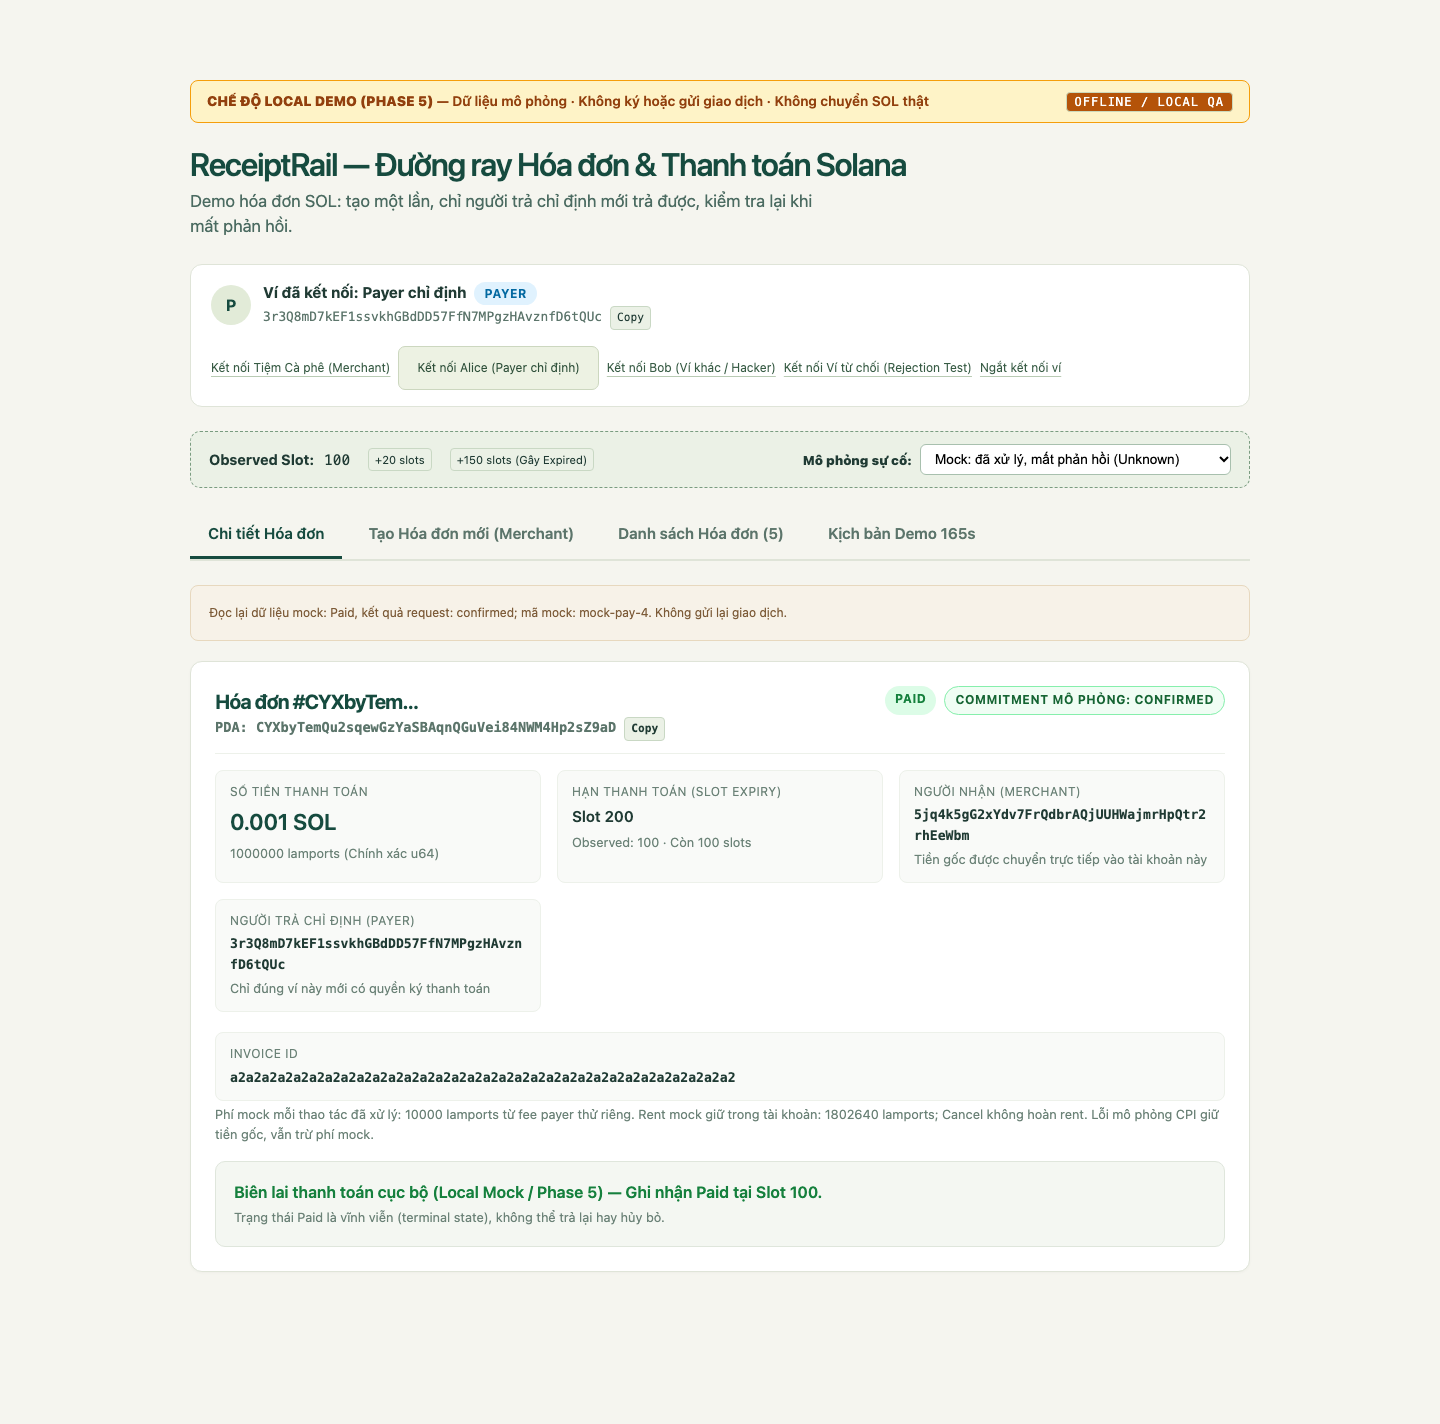 CHẾ ĐỘ LOCAL DEMO (PHASE 5) — Dữ liệu mô phỏng · Không ký hoặc gửi giao dịch · Không chuyển SOL thật
OFFLINE / LOCAL QA
ReceiptRail — Đường ray Hóa đơn & Thanh toán Solana
Demo hóa đơn SOL: tạo một lần, chỉ người trả chỉ định mới trả được, kiểm tra lại khi
mất phản hồi.
P
Ví đã kết nối: Payer chỉ định PAYER
3r3Q8mD7kEF1ssvkhGBdDD57FfN7MPgzHAvznfD6tQUc Copy
Kết nối Tiệm Cà phê (Merchant) Kết nối Alice (Payer chỉ định) Kết nối Bob (Ví khác / Hacker) Kết nối Ví từ chối (Rejection Test) Ngắt kết nối ví
Observed Slot: 100 +20 slots +150 slots (Gây Expired) Mô phỏng sự cố: Mock: đã xử lý, mất phản hồi (Unknown)
Chi tiết Hóa đơn Tạo Hóa đơn mới (Merchant) Danh sách Hóa đơn (5) Kịch bản Demo 165s
Đọc lại dữ liệu mock: Paid, kết quả request: confirmed; mã mock: mock-pay-4. Không gửi lại giao dịch.
Hóa đơn #CYXbyTem...
PAID COMMITMENT MÔ PHỎNG: CONFIRMED
PDA: CYXbyTemQu2sqewGzYaSBAqnQGuVei84NWM4Hp2sZ9aD Copy
SỐ TIỀN THANH TOÁN
0.001 SOL
1000000 lamports (Chính xác u64)
HẠN THANH TOÁN (SLOT EXPIRY)
Slot 200
Observed: 100 · Còn 100 slots
NGƯỜI NHẬN (MERCHANT)
5jq4k5gG2xYdv7FrQdbrAQjUUHWajmrHpQtr2
rhEeWbm
Tiền gốc được chuyển trực tiếp vào tài khoản này
NGƯỜI TRẢ CHỈ ĐỊNH (PAYER)
3r3Q8mD7kEF1ssvkhGBdDD57FfN7MPgzHAvzn
fD6tQUc
Chỉ đúng ví này mới có quyền ký thanh toán
INVOICE ID
a2a2a2a2a2a2a2a2a2a2a2a2a2a2a2a2a2a2a2a2a2a2a2a2a2a2a2a2a2a2a2a2
Phí mock mỗi thao tác đã xử lý: 10000 lamports từ fee payer thử riêng. Rent mock giữ trong tài khoản: 1802640 lamports; Cancel không hoàn rent. Lỗi mô phỏng CPI giữ
tiền gốc, vẫn trừ phí mock.
Biên lai thanh toán cục bộ (Local Mock / Phase 5) — Ghi nhận Paid tại Slot 100.
Trạng thái Paid là vĩnh viễn (terminal state), không thể trả lại hay hủy bỏ.